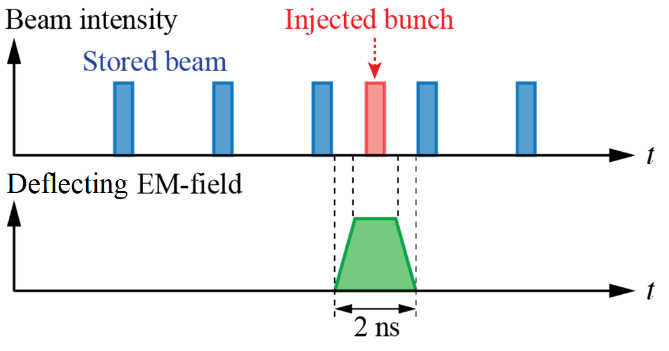 Beam intensity
Injected bunch
Stored beam
t
Deflecting EM-field
t
2 ns